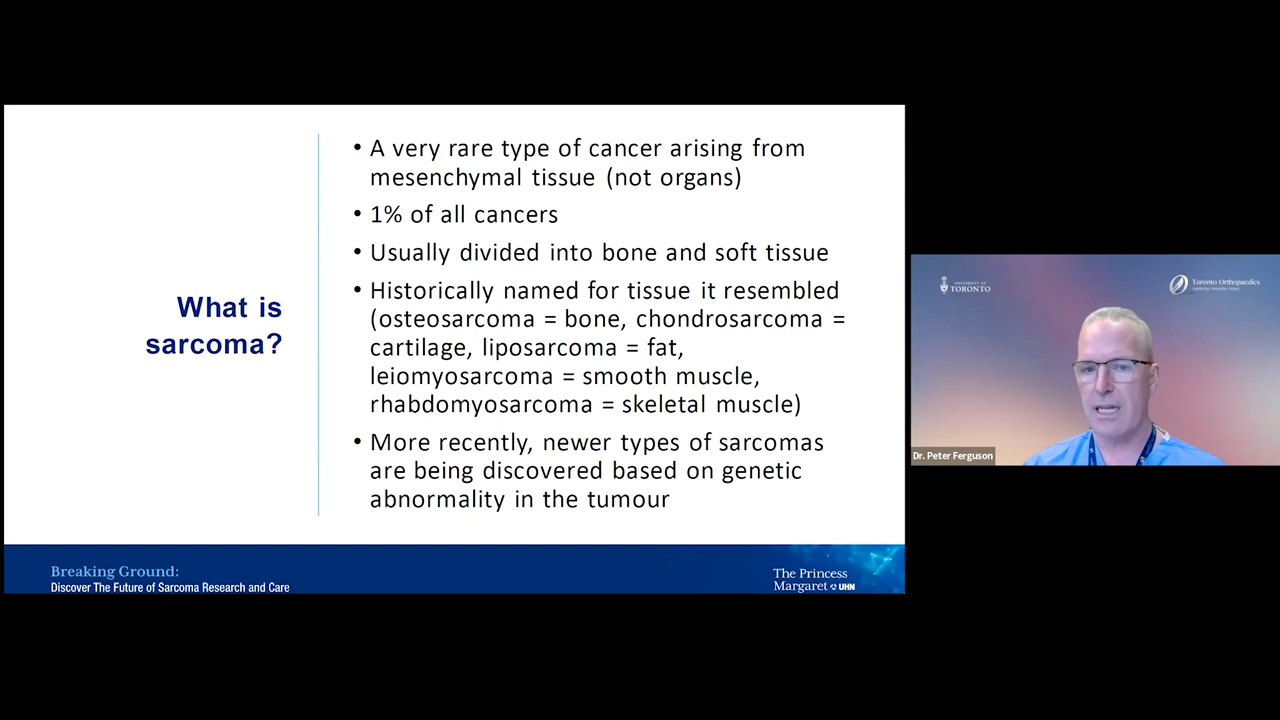 What is
sarcoma?
• A very rare type of cancer arising from
mesenchymal tissue (not organs)
• 1% of all cancers
• Usually divided into bone and soft tissue
• Historically named for tissue it resembled
(osteosarcoma = bone, chondrosarcoma =
cartilage, liposarcoma = fat,
leiomyosarcoma = smooth muscle,
rhabdomyosarcoma = skeletal muscle)
• More recently, newer types of sarcomas
are being discovered based on genetic
abnormality in the tumour
Breaking Ground:
Discover The Future of Sarcoma Research and Care
The Princess
Margaret UHN
UNIVERSITY OF
TORONTO
Toronto Orthopaedics
Dr. Peter Ferguson